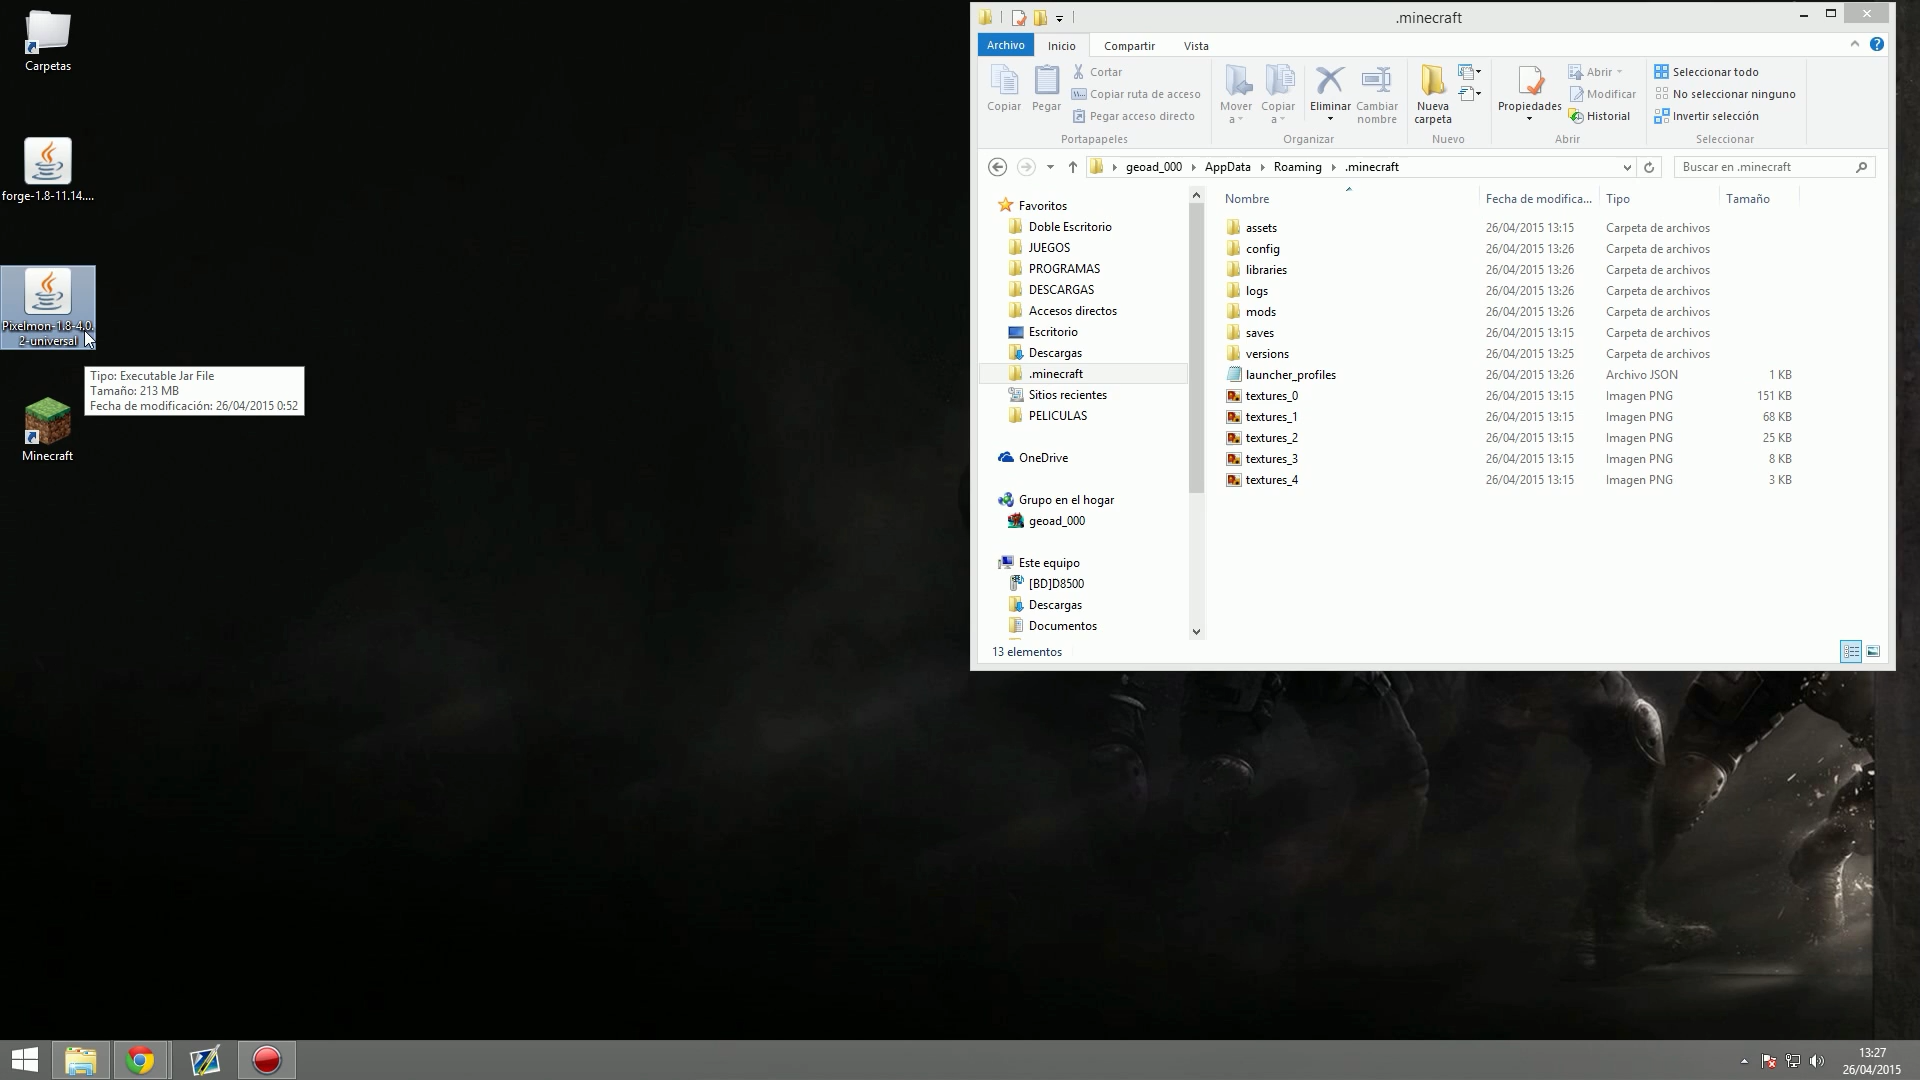 Carpetas
forge-1.8-11.14....
Pixelmon-1.8-4.0.
2-universal
Tipo: Executable Jar File
Tamaño: 213 MB
Fecha de modificación: 26/04/2015 0:52
Minecraft
.minecraft
Archivo
Inicio
Compartir
Vista
Copiar
Pegar
Cortar
Copiar ruta de acceso
Pegar acceso directo
Portapapeles
Mover
a
Copiar
a
Eliminar
Cambiar
nombre
Organizar
Nueva
carpeta
Nuevo
Propiedades
Abrir
Modificar
Historial
Abrir
Seleccionar todo
No seleccionar ninguno
Invertir selección
Seleccionar
geoad_000 AppData Roaming .minecraft
Buscar en .minecraft
Favoritos
Doble Escritorio
JUEGOS
PROGRAMAS
DESCARGAS
Accesos directos
Escritorio
Descargas
.minecraft
Sitios recientes
PELICULAS
OneDrive
Grupo en el hogar
geoad_000
Este equipo
[BD]D8500
Descargas
Documentos
Nombre Fecha de modifica... Tipo Tamaño
assets 26/04/2015 13:15 Carpeta de archivos
config 26/04/2015 13:26 Carpeta de archivos
libraries 26/04/2015 13:26 Carpeta de archivos
logs 26/04/2015 13:26 Carpeta de archivos
mods 26/04/2015 13:26 Carpeta de archivos
saves 26/04/2015 13:15 Carpeta de archivos
versions 26/04/2015 13:25 Carpeta de archivos
launcher_profiles 26/04/2015 13:26 Archivo JSON 1 KB
textures_0 26/04/2015 13:15 Imagen PNG 151 KB
textures_1 26/04/2015 13:15 Imagen PNG 68 KB
textures_2 26/04/2015 13:15 Imagen PNG 25 KB
textures_3 26/04/2015 13:15 Imagen PNG 8 KB
textures_4 26/04/2015 13:15 Imagen PNG 3 KB
13 elementos
13:27
26/04/2015